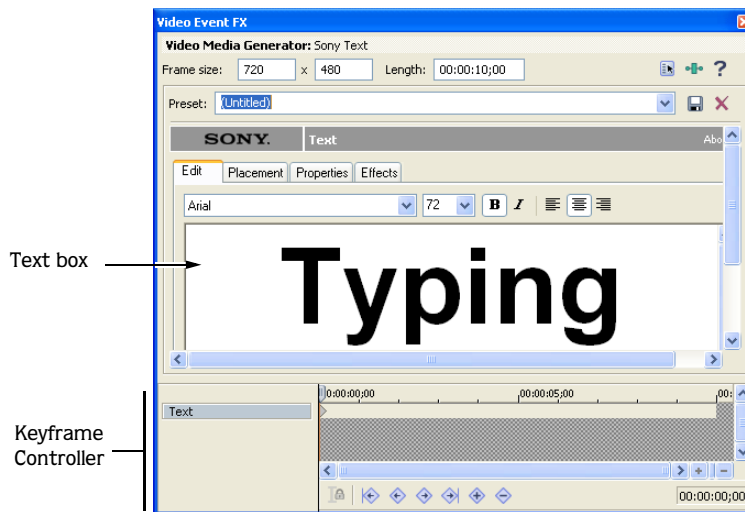 Video Event FX
Video Media Generator: Sony Text
Frame size: 720 x 480 Length: 00:00:10;00
Preset: (Untitled)
SONY. Text
Edit Placement Properties Effects
Arial 72 B I
Text box
Typing
0:00:00;00 00:00:05;00
Text
Keyframe
Controller
00:00:00;00